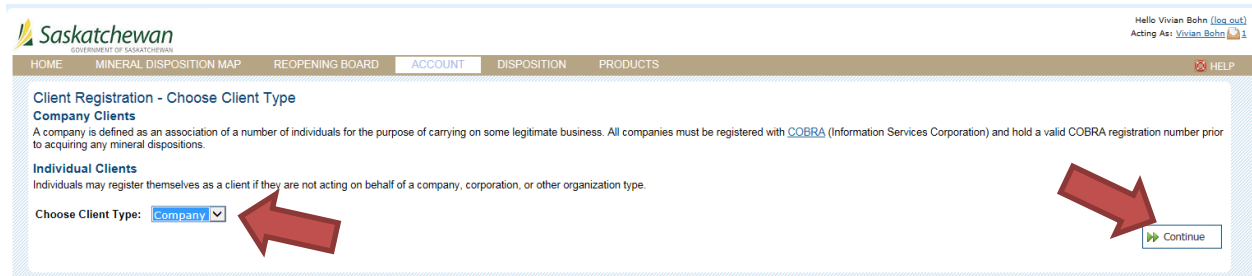 Hello Vivian Bohn (log out)
Acting As: Vivian Bohn 1
Saskatchewan
GOVERNMENT OF SASKATCHEWAN
HOME MINERAL DISPOSITION MAP REOPENING BOARD ACCOUNT DISPOSITION PRODUCTS HELP
Client Registration - Choose Client Type
Company Clients
A company is defined as an association of a number of individuals for the purpose of carrying on some legitimate business. All companies must be registered with COBRA (Information Services Corporation) and hold a valid COBRA registration number prior
to acquiring any mineral dispositions.
Individual Clients
Individuals may register themselves as a client if they are not acting on behalf of a company, corporation, or other organization type.
Choose Client Type: Company
Continue